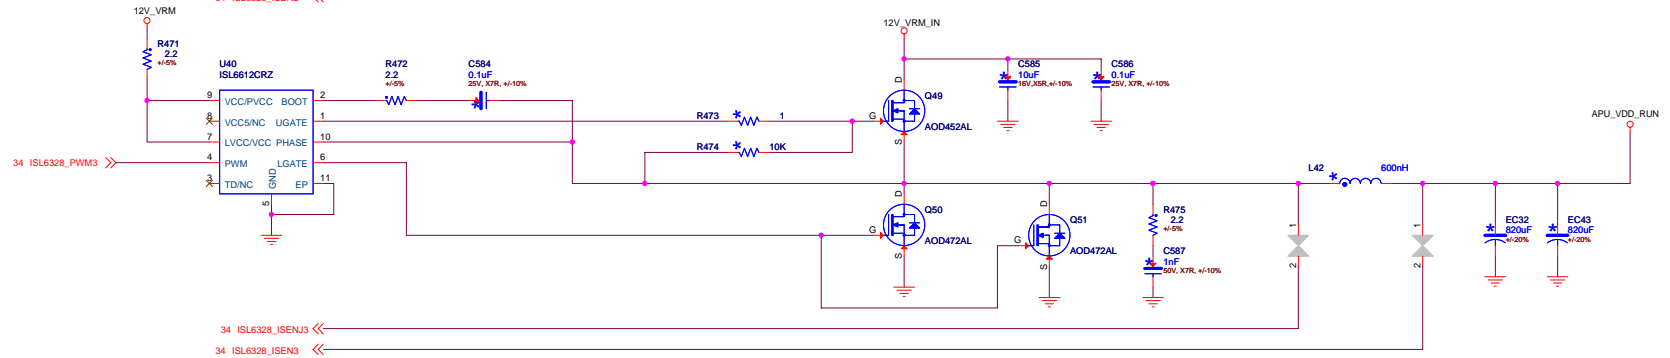 12V_VRM
12V_VRM_IN
R471
2.2
+/-5%
U40
ISL6612CRZ
R472
2.2
+/-5%
C584
0.1uF
25V, X7R, +/-10%
C585
10uF
16V,X5R,+/-10%
C586
0.1uF
25V, X7R, +/-10%
D
Q49
G
AOD452AL
S
9 VCC/PVCC BOOT 2
8 VCC5/NC UGATE 1
7 LVCC/VCC PHASE 10
4 PWM LGATE 6
3 TD/NC EP 11
GND
5
R473 1
R474 10K
APU_VDD_RUN
34 ISL6328_PWM3
L42 600nH
D
Q50
G
AOD472AL
S
D
Q51
G
AOD472AL
S
R475
2.2
+/-5%
C587
1nF
50V, X7R, +/-10%
1
2
1
2
EC32
820uF
+/-20%
EC43
820uF
+/-20%
34 ISL6328_ISENJ3
34 ISL6328_ISEN3